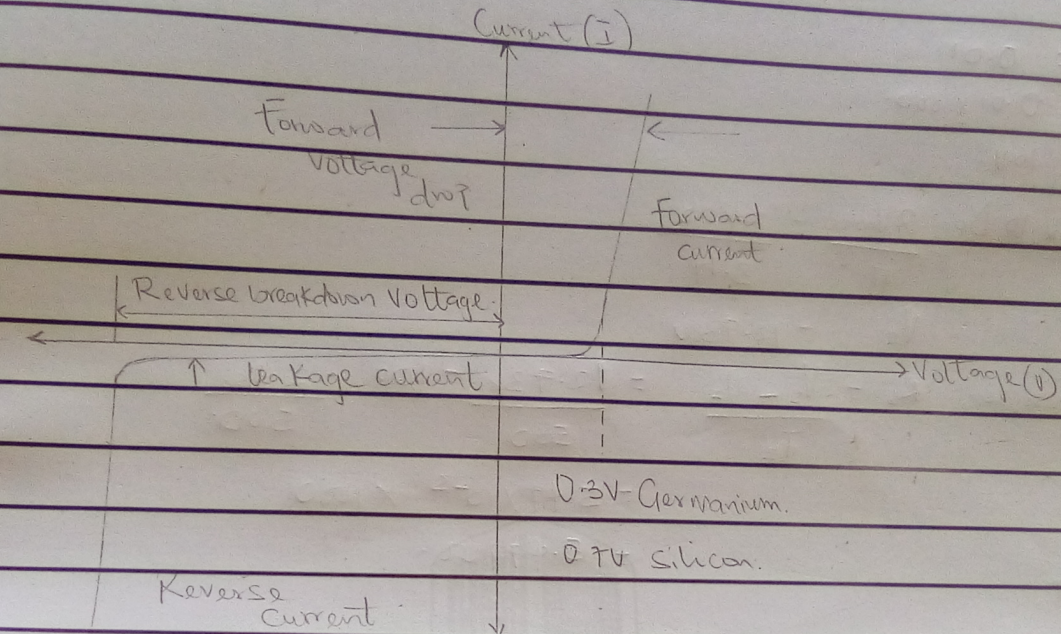 Current (I)
Forward
Voltage
drop
Forward
current
Reverse breakdown Voltage
Leakage current
Voltage (V)
0.3V-Germanium.
0.7V silicon.
Reverse
current